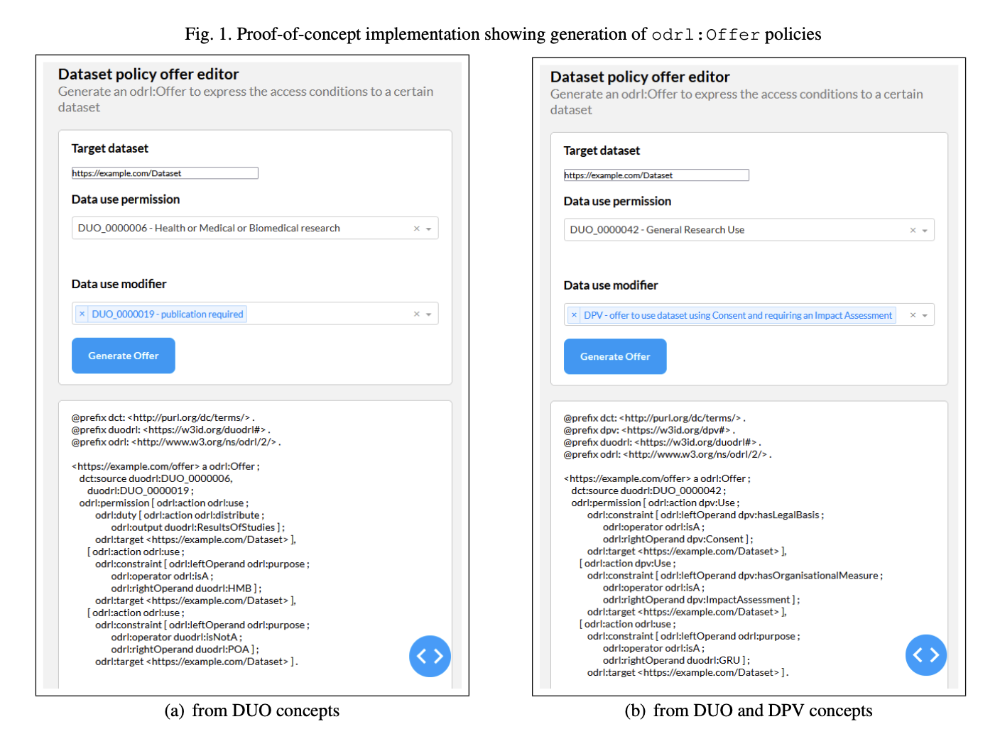 Fig. 1. Proof-of-concept implementation showing generation of odrl:Offer policies
Dataset policy offer editor
Generate an odrl:Offer to express the access conditions to a certain
dataset
Target dataset
https://example.com/Dataset
Data use permission
DUO_0000006 - Health or Medical or Biomedical research
Data use modifier
× DUO_0000019 - publication required
Generate Offer
@prefix dct: <http://purl.org/dc/terms/> .
@prefix duodrl: <https://w3id.org/duodrl#> .
@prefix odrl: <http://www.w3.org/ns/odrl/2/> .
<https://example.com/offer> a odrl:Offer ;
dct:source duodrl:DUO_0000006,
duodrl:DUO_0000019 ;
odrl:permission [ odrl:action odrl:use ;
odrl:duty [ odrl:action odrl:distribute ;
odrl:output duodrl:ResultsOfStudies ] ;
odrl:target <https://example.com/Dataset> ],
[ odrl:action odrl:use ;
odrl:constraint [ odrl:leftOperand odrl:purpose ;
odrl:operator odrl:isA ;
odrl:rightOperand duodrl:HMB ] ;
odrl:target <https://example.com/Dataset> ],
[ odrl:action odrl:use ;
odrl:constraint [ odrl:leftOperand odrl:purpose ;
odrl:operator duodrl:isNotA ;
odrl:rightOperand duodrl:POA ] ;
odrl:target <https://example.com/Dataset> ] .
(a) from DUO concepts
Dataset policy offer editor
Generate an odrl:Offer to express the access conditions to a certain
dataset
Target dataset
https://example.com/Dataset
Data use permission
DUO_0000042 - General Research Use
Data use modifier
× DPV - offer to use dataset using Consent and requiring an Impact Assessment
Generate Offer
@prefix dct: <http://purl.org/dc/terms/> .
@prefix dpv: <https://w3id.org/dpv#> .
@prefix duodrl: <https://w3id.org/duodrl#> .
@prefix odrl: <http://www.w3.org/ns/odrl/2/> .
<https://example.com/offer> a odrl:Offer ;
dct:source duodrl:DUO_0000042 ;
odrl:permission [ odrl:action dpv:Use ;
odrl:constraint [ odrl:leftOperand dpv:hasLegalBasis ;
odrl:operator odrl:isA ;
odrl:rightOperand dpv:Consent ] ;
odrl:target <https://example.com/Dataset> ],
[ odrl:action dpv:Use ;
odrl:constraint [ odrl:leftOperand dpv:hasOrganisationalMeasure ;
odrl:operator odrl:isA ;
odrl:rightOperand dpv:ImpactAssessment ] ;
odrl:target <https://example.com/Dataset> ],
[ odrl:action odrl:use ;
odrl:constraint [ odrl:leftOperand odrl:purpose ;
odrl:operator odrl:isA ;
odrl:rightOperand duodrl:GRU ] ;
odrl:target <https://example.com/Dataset> ] .
(b) from DUO and DPV concepts